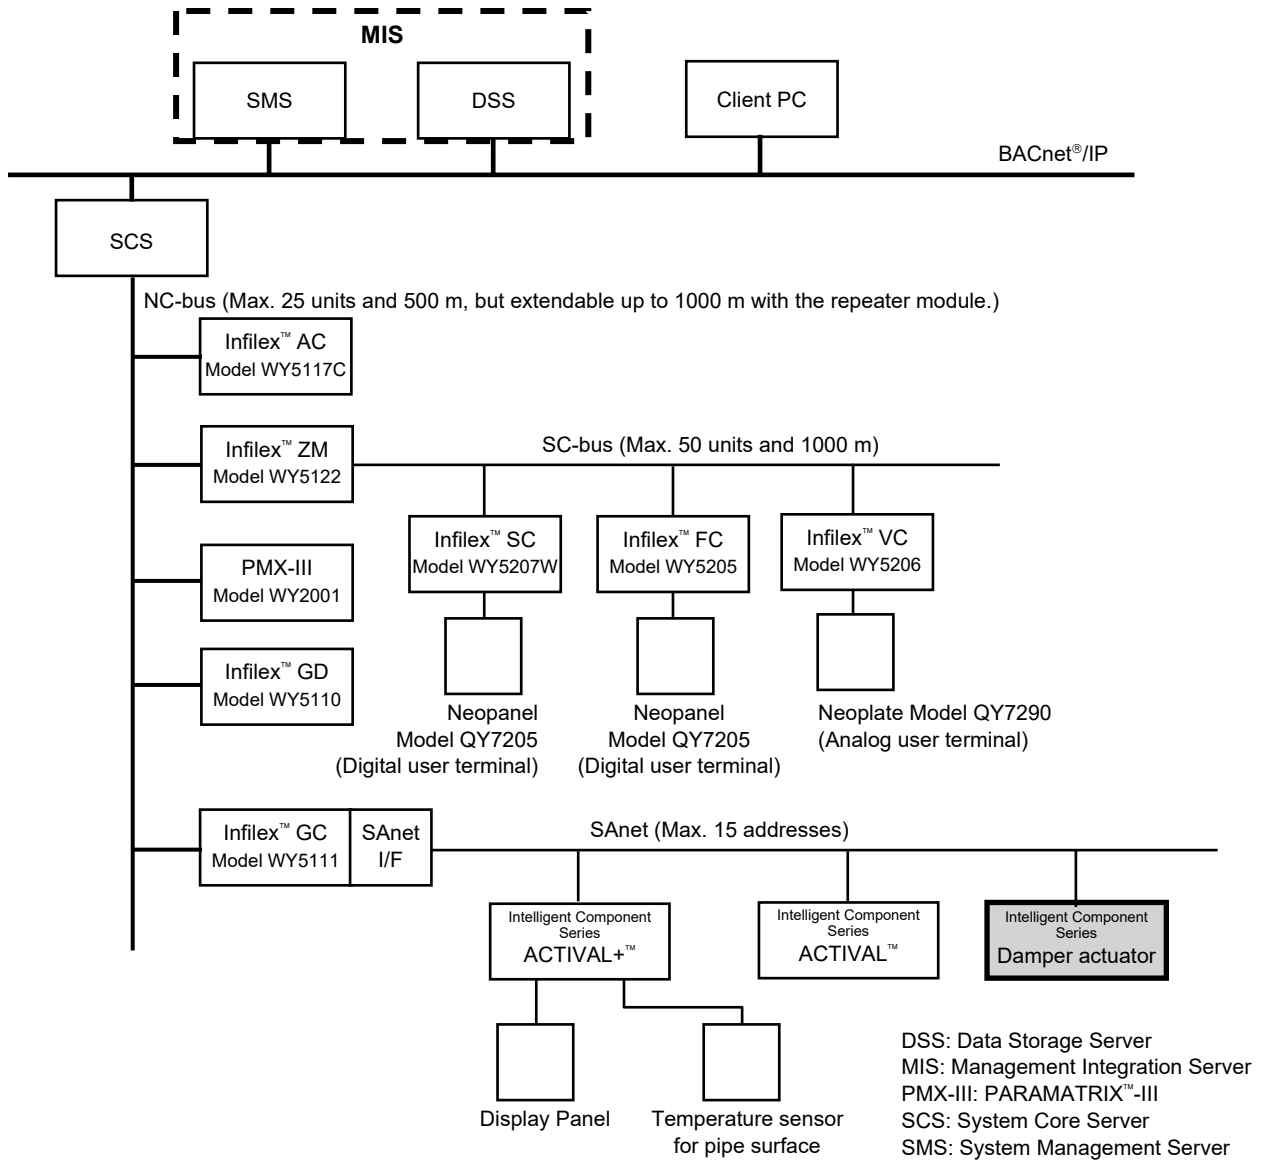 MIS
SMS
DSS
Client PC
BACnet®/IP
SCS
NC-bus (Max. 25 units and 500 m, but extendable up to 1000 m with the repeater module.)
Infilex™ AC
Model WY5117C
Infilex™ ZM
Model WY5122
SC-bus (Max. 50 units and 1000 m)
Infilex™ SC
Model WY5207W
Infilex™ FC
Model WY5205
Infilex™ VC
Model WY5206
PMX-III
Model WY2001
Infilex™ GD
Model WY5110
Neopanel
Model QY7205
(Digital user terminal)
Neopanel
Model QY7205
(Digital user terminal)
Neoplate Model QY7290
(Analog user terminal)
Infilex™ GC
Model WY5111
SAnet
I/F
SAnet (Max. 15 addresses)
Intelligent Component
Series
ACTIVAL+™
Intelligent Component
Series
ACTIVAL™
Intelligent Component
Series
Damper actuator
Display Panel
Temperature sensor
for pipe surface
DSS: Data Storage Server
MIS: Management Integration Server
PMX-III: PARAMATRIX™-III
SCS: System Core Server
SMS: System Management Server